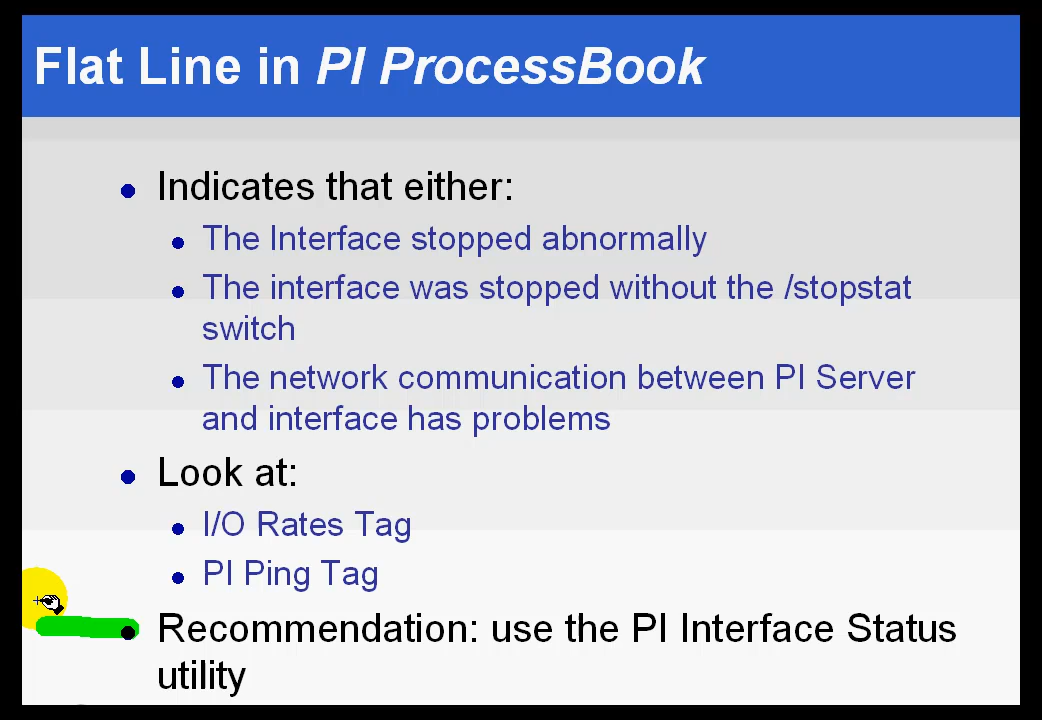 Flat Line in PI ProcessBook
Indicates that either:
The Interface stopped abnormally
The interface was stopped without the /stopstat
switch
The network communication between PI Server
and interface has problems
Look at:
I/O Rates Tag
PI Ping Tag
Recommendation: use the PI Interface Status
utility